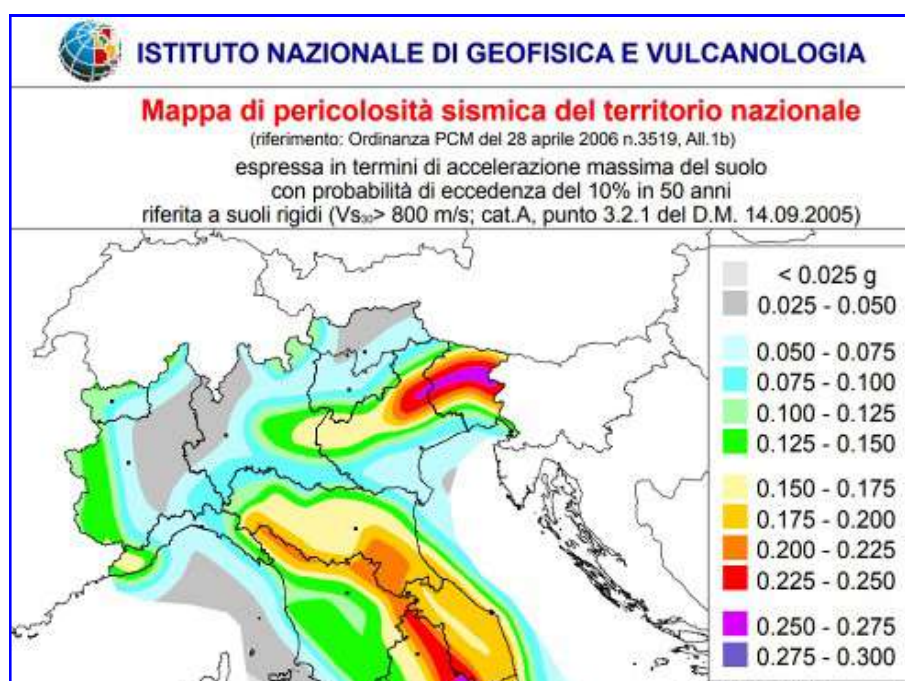 ISTITUTO NAZIONALE DI GEOFISICA E VULCANOLOGIA
Mappa di pericolosità sismica del territorio nazionale
(riferimento: Ordinanza PCM del 28 aprile 2006 n.3519, All.1b)
espressa in termini di accelerazione massima del suolo
con probabilità di eccedenza del 10% in 50 anni
riferita a suoli rigidi (Vs₃₀> 800 m/s; cat.A, punto 3.2.1 del D.M. 14.09.2005)
< 0.025 g
0.025 - 0.050
0.050 - 0.075
0.075 - 0.100
0.100 - 0.125
0.125 - 0.150
0.150 - 0.175
0.175 - 0.200
0.200 - 0.225
0.225 - 0.250
0.250 - 0.275
0.275 - 0.300